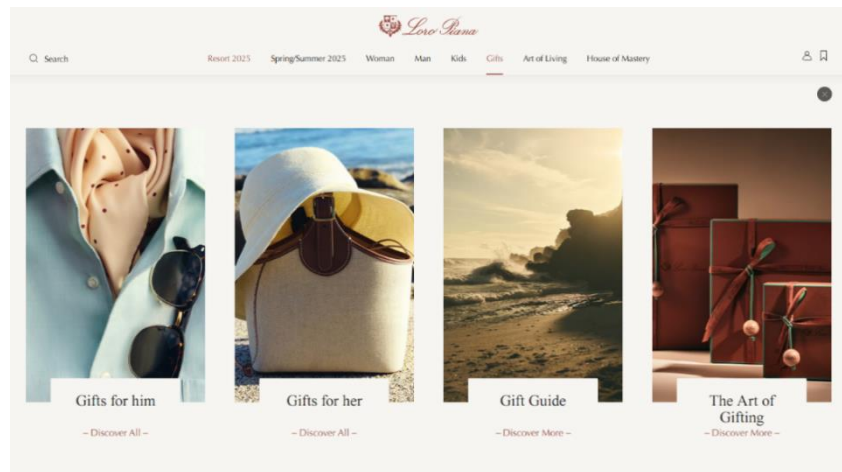 Loro Piana
Search
Resort 2025
Spring/Summer 2025
Woman
Man
Kids
Gifts
Art of Living
House of Mastery
Gifts for him
– Discover All –
Gifts for her
– Discover All –
Gift Guide
– Discover More –
The Art of
Gifting
– Discover More –